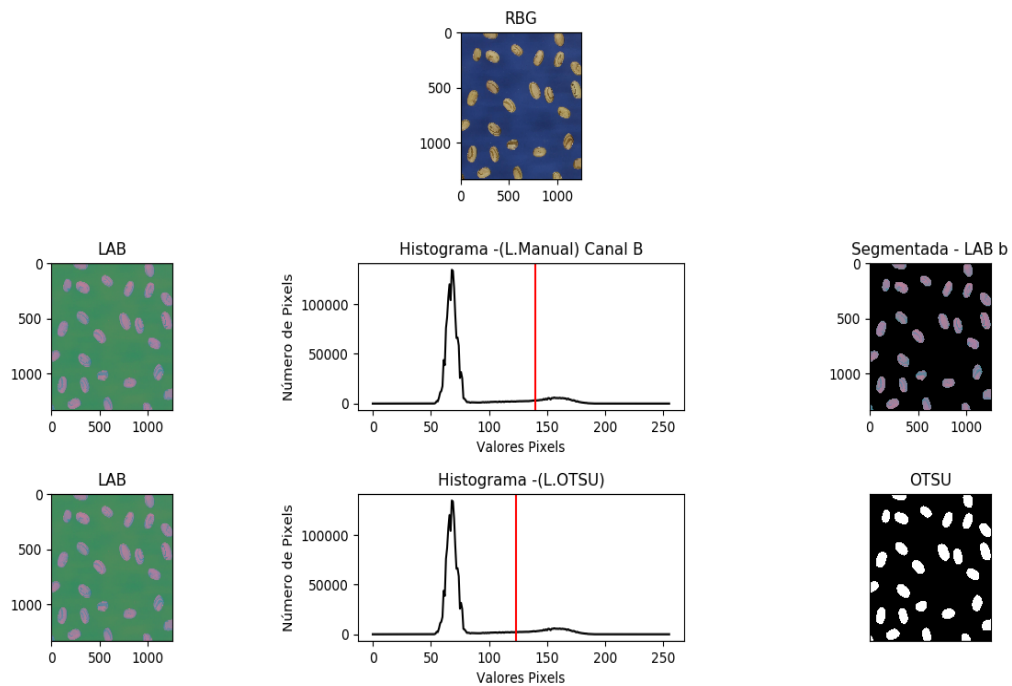 RBG
0
500
1000
0 500 1000
LAB
0
500
1000
0 500 1000
Histograma -(L.Manual) Canal B
Número de Pixels
100000
50000
0
0 50 100 150 200 250
Valores Pixels
Segmentada - LAB b
0
500
1000
0 500 1000
LAB
0
500
1000
0 500 1000
Histograma -(L.OTSU)
Número de Pixels
100000
50000
0
0 50 100 150 200 250
Valores Pixels
OTSU